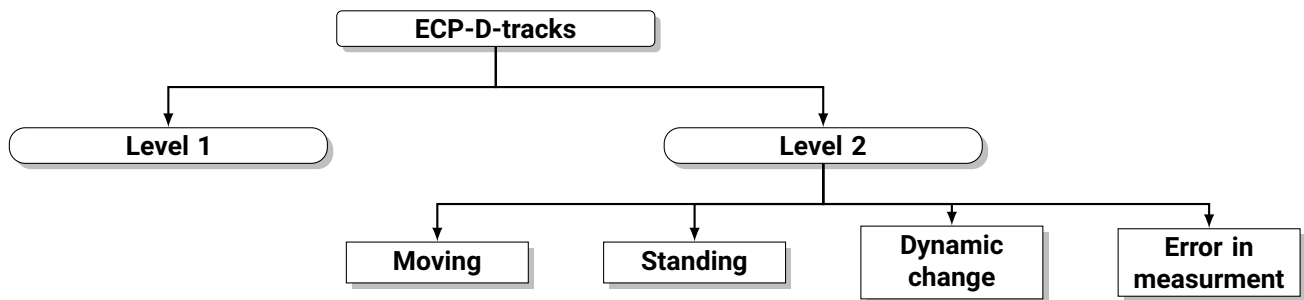 ECP-D-tracks
Level 1
Level 2
Moving
Standing
Dynamic
change
Error in
measurment